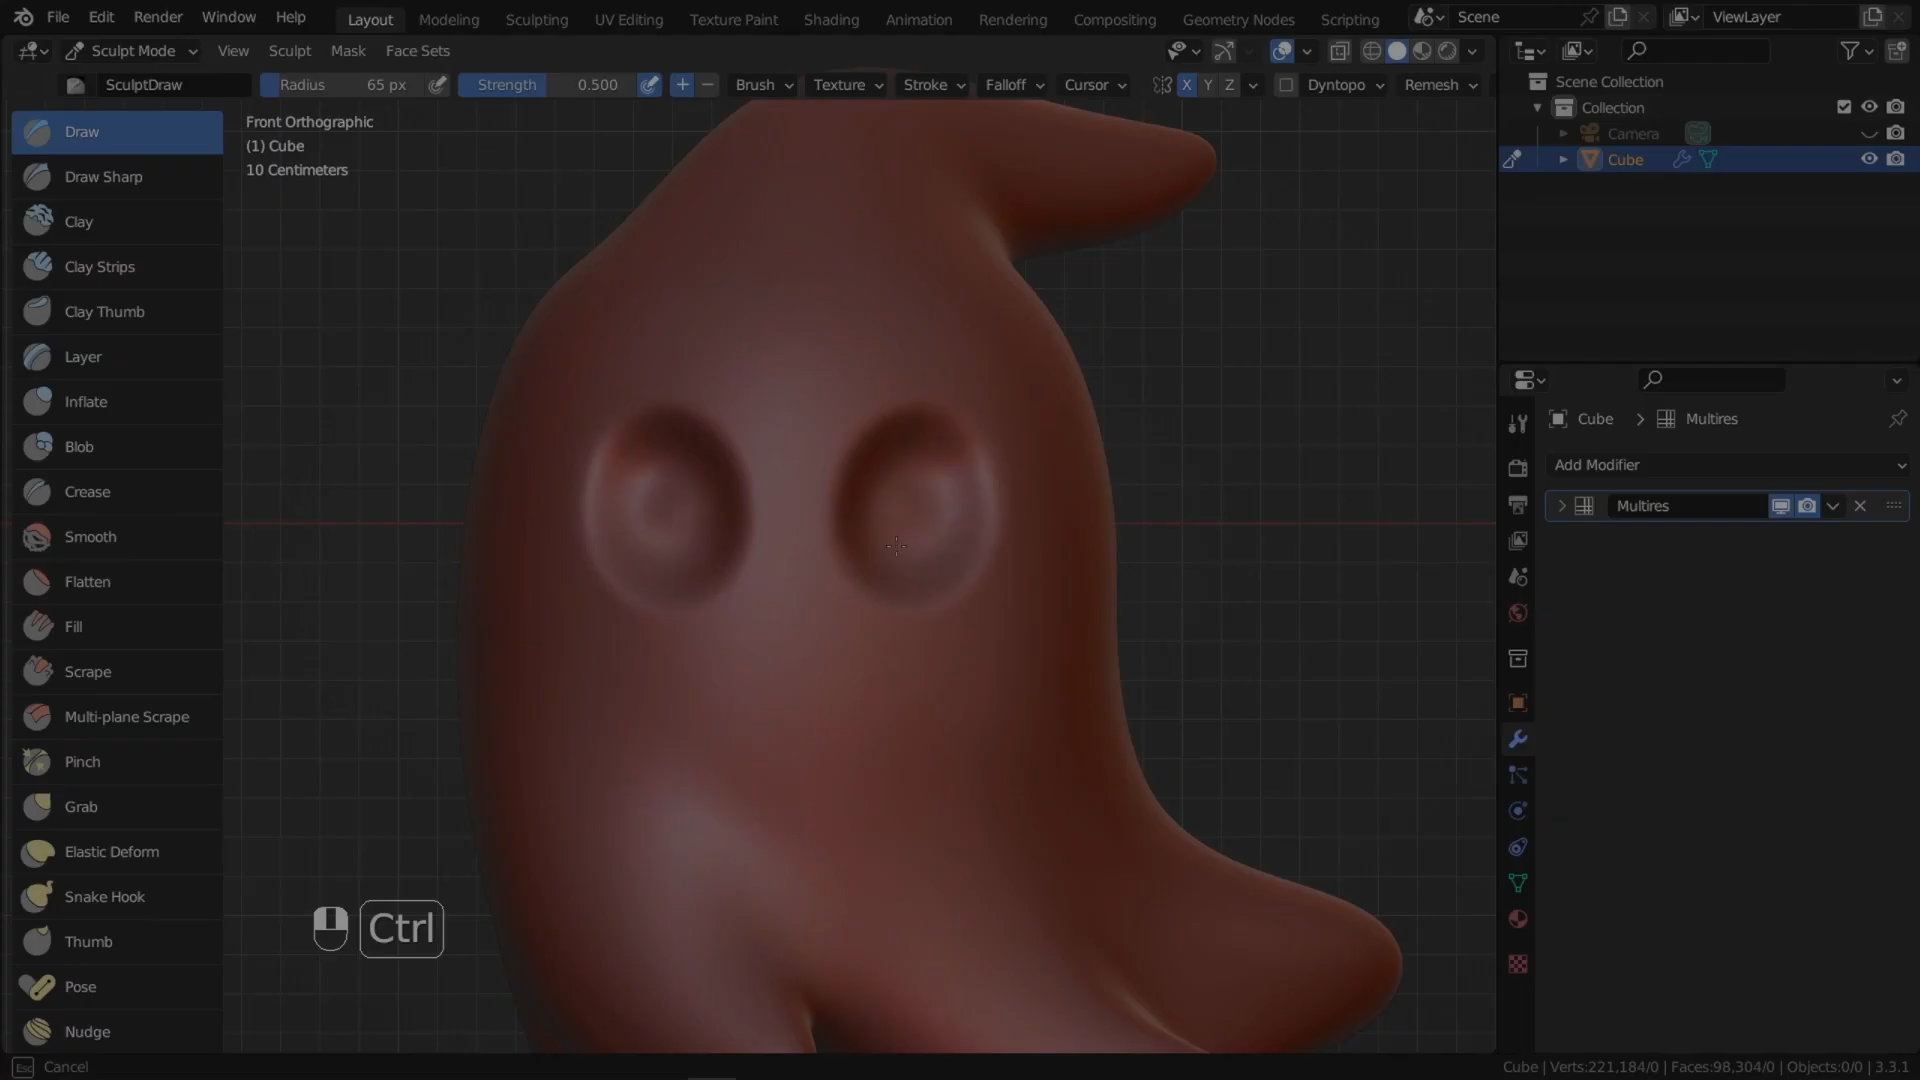 File Edit Render Window Help Layout Modeling Sculpting UV Editing Texture Paint Shading Animation Rendering Compositing Geometry Nodes Scripting Scene ViewLayer
Sculpt Mode View Sculpt Mask Face Sets
SculptDraw Radius 65 px Strength 0.500 Brush Texture Stroke Falloff Cursor X Y Z Dyntopo Remesh
Scene Collection
Collection
Camera
Cube
Draw
Draw Sharp
Clay
Clay Strips
Clay Thumb
Layer
Inflate
Blob
Crease
Smooth
Flatten
Fill
Scrape
Multi-plane Scrape
Pinch
Grab
Elastic Deform
Snake Hook
Thumb
Pose
Nudge
Front Orthographic
(1) Cube
10 Centimeters
Ctrl
Cube > Multires
Add Modifier
Multires
Esc Cancel
Cube | Verts:221,184/0 | Faces:98,304/0 | Objects:0/0 | 3.3.1